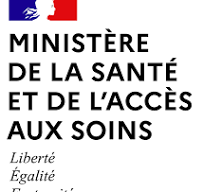 MINISTÈRE
DE LA SANTÉ
ET DE L'ACCÈS
AUX SOINS
Liberté
Égalité